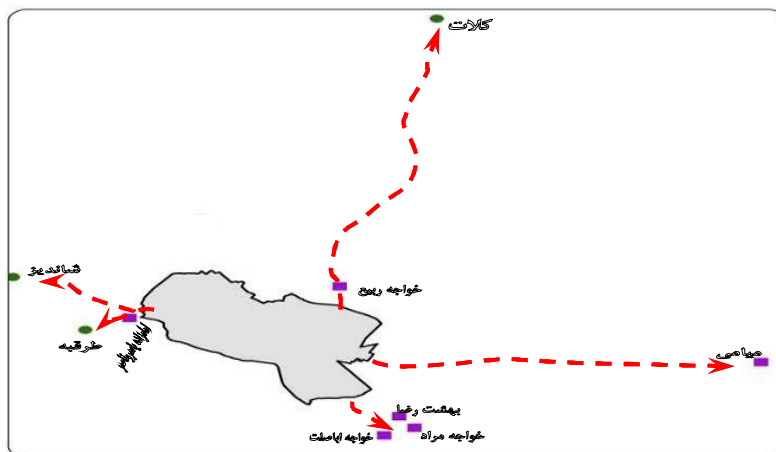 کلات
شاندیز
خواجه ربیع
طرقبه
میامی
بهشت رضا
خواجه مراد
خواجه اباصلت